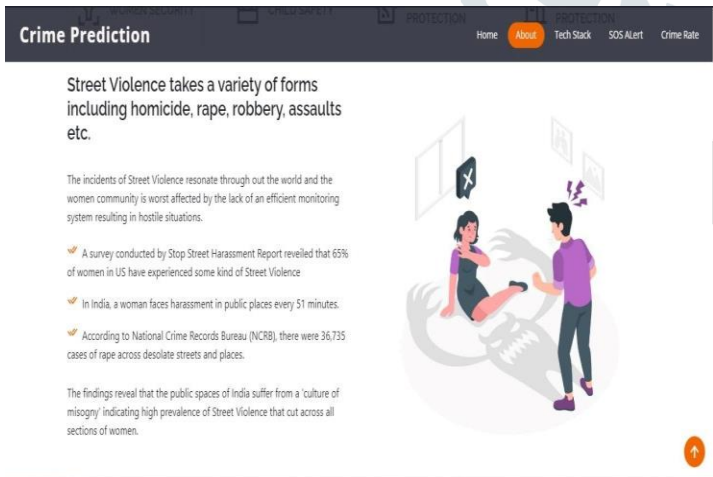 WOMEN SECURITY CHILD SAFETY PROTECTION PROTECTION
Crime Prediction
Home About Tech Stack SOS ALert Crime Rate
Street Violence takes a variety of forms
including homicide, rape, robbery, assaults
etc.
The incidents of Street Violence resonate through out the world and the
women community is worst affected by the lack of an efficient monitoring
system resulting in hostile situations.
A survey conducted by Stop Street Harassment Report reveiled that 65%
of women in US have experienced some kind of Street Violence
In India, a woman faces harassment in public places every 51 minutes.
According to National Crime Records Bureau (NCRB), there were 36,735
cases of rape across desolate streets and places.
The findings reveal that the public spaces of India suffer from a 'culture of
misogny' indicating high prevalence of Street Violence that cut across all
sections of women.